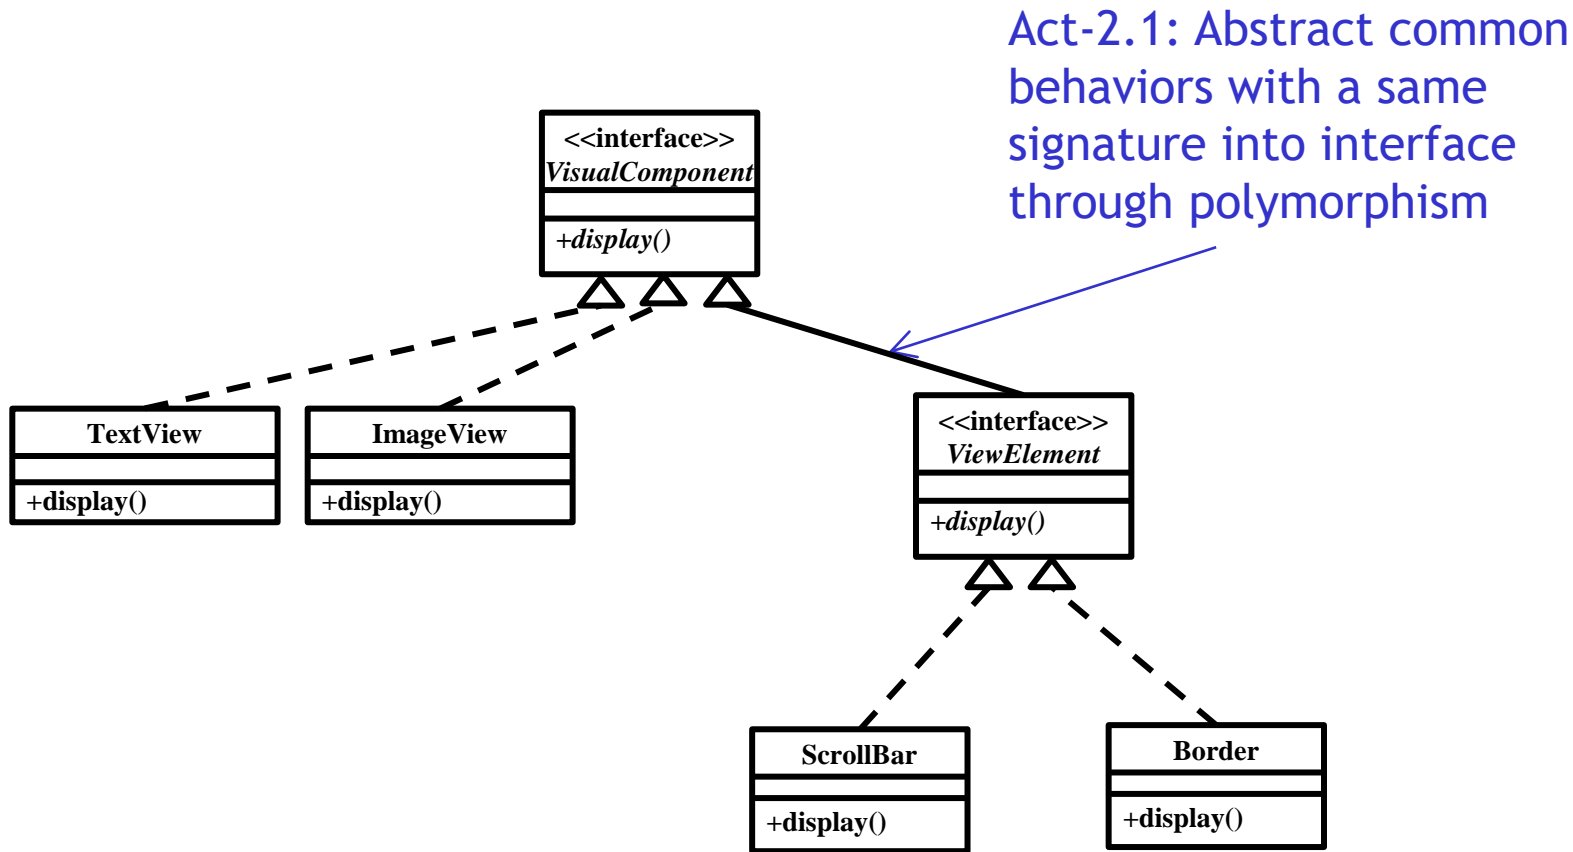 Act-2.1: Abstract common
behaviors with a same
signature into interface
through polymorphism
<<interface>>
VisualComponent
+display()
TextView
+display()
ImageView
+display()
<<interface>>
ViewElement
+display()
ScrollBar
+display()
Border
+display()